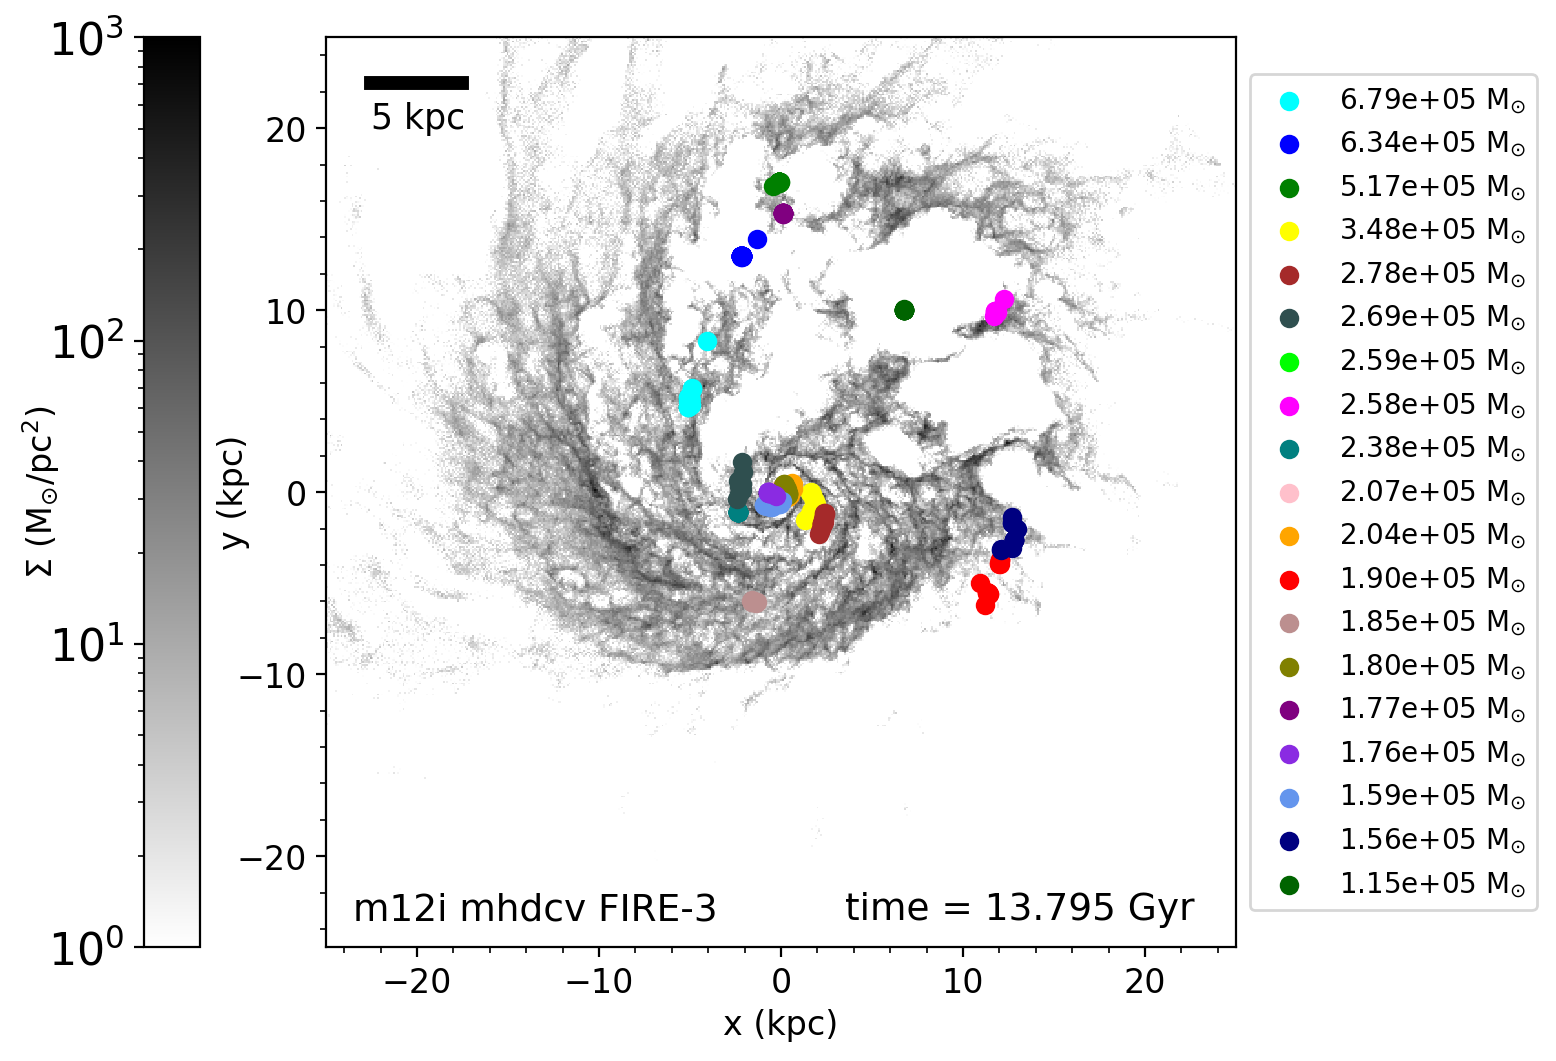 10³
10²
10¹
10⁰
Σ (M⊙/pc²)
y (kpc)
20
10
0
−10
−20
5 kpc
m12i mhdcv FIRE-3
time = 13.795 Gyr
−20
−10
0
10
20
x (kpc)
6.79e+05 M⊙
6.34e+05 M⊙
5.17e+05 M⊙
3.48e+05 M⊙
2.78e+05 M⊙
2.69e+05 M⊙
2.59e+05 M⊙
2.58e+05 M⊙
2.38e+05 M⊙
2.07e+05 M⊙
2.04e+05 M⊙
1.90e+05 M⊙
1.85e+05 M⊙
1.80e+05 M⊙
1.77e+05 M⊙
1.76e+05 M⊙
1.59e+05 M⊙
1.56e+05 M⊙
1.15e+05 M⊙